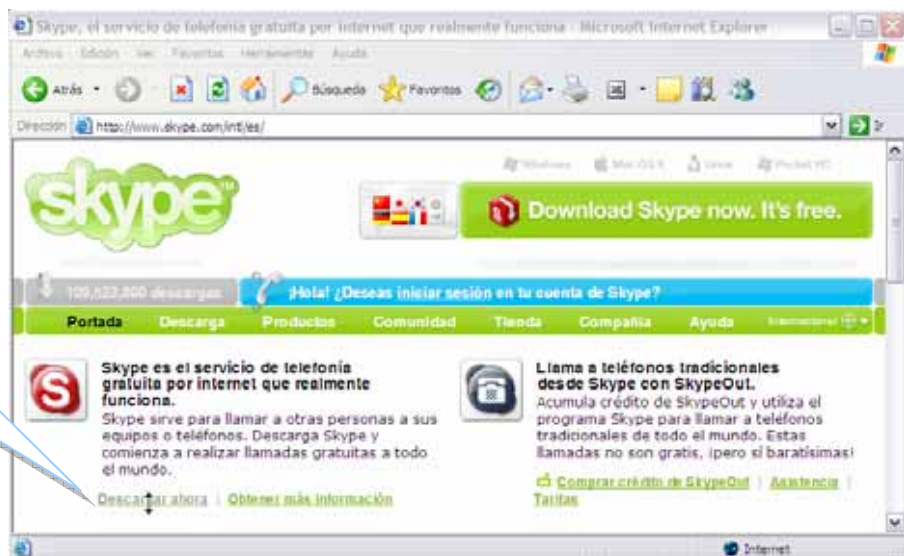 Skype, el servicio de telefonía gratuita por internet que realmente funciona - Microsoft Internet Explorer
Archivo Edición Ver Favoritos Herramientas Ayuda
Atrás Búsqueda Favoritos
Dirección http://www.skype.com/intl/es/ Ir
Windows Mac OS X Linux Pocket PC
skype™
Download Skype now. It's free.
descargas ¡Hola! ¿Deseas iniciar sesión en tu cuenta de Skype?
Portada Descarga Productos Comunidad Tienda Compañía Ayuda International
Skype es el servicio de telefonía
gratuita por internet que realmente
funciona.
Skype sirve para llamar a otras personas a sus
equipos o teléfonos. Descarga Skype y
comienza a realizar llamadas gratuitas a todo
el mundo.
Descargar ahora | Obtener más información
Llama a teléfonos tradicionales
desde Skype con SkypeOut.
Acumula crédito de SkypeOut y utiliza el
programa Skype para llamar a teléfonos
tradicionales de todo el mundo. Estas
llamadas no son gratis, ¡pero sí baratísimas!
Comprar crédito de SkypeOut | Asistencia |
Tarifas
Internet